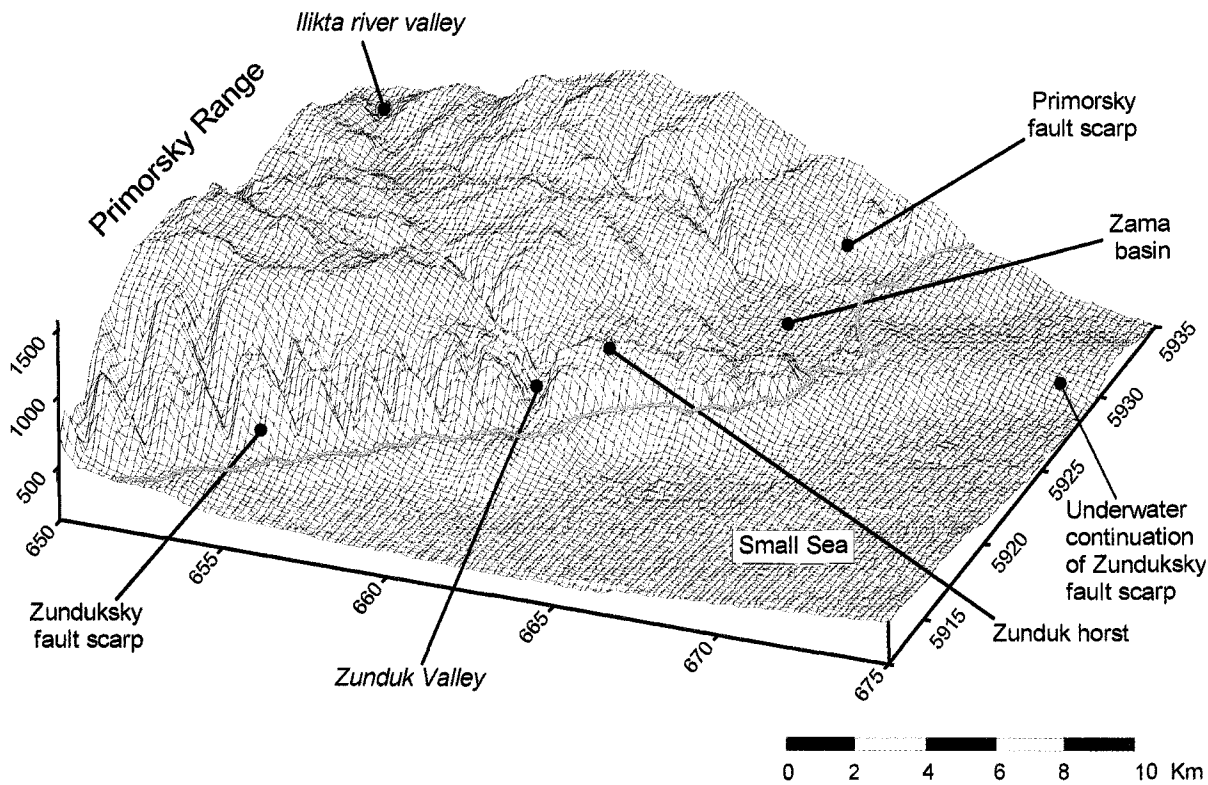 Ilikta river valley
Primorsky Range
Primorsky
fault scarp
Zama
basin
1500
1000
500
650
655
660
665
670
675
5915
5920
5925
5930
5935
Small Sea
Underwater
continuation
of Zunduksky
fault scarp
Zunduksky
fault scarp
Zunduk Valley
Zunduk horst
0 2 4 6 8 10 Km